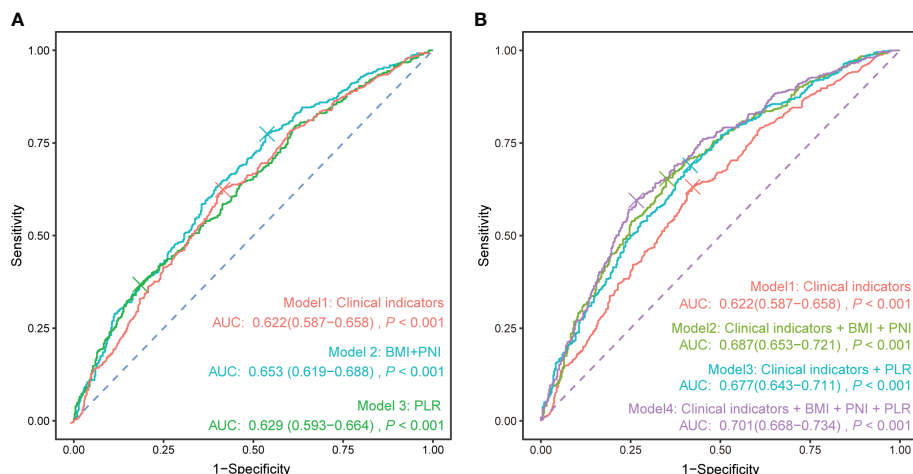 A
1.00
0.75
0.50
0.25
0.00
Sensitivity
Model1: Clinical indicators
AUC: 0.622(0.587−0.658) , P < 0.001
Model 2: BMI+PNI
AUC: 0.653 (0.619−0.688) , P < 0.001
Model 3: PLR
AUC: 0.629 (0.593−0.664) , P < 0.001
0.00 0.25 0.50 0.75 1.00
1-Specificity
B
1.00
0.75
0.50
0.25
0.00
Sensitivity
Model1: Clinical indicators
AUC: 0.622(0.587−0.658) , P < 0.001
Model2: Clinical indicators + BMI + PNI
AUC: 0.687(0.653−0.721) , P < 0.001
Model3: Clinical indicators + PLR
AUC: 0.677(0.643−0.711) , P < 0.001
Model4: Clinical indicators + BMI + PNI + PLR
AUC: 0.701(0.668−0.734) , P < 0.001
0.00 0.25 0.50 0.75 1.00
1-Specificity